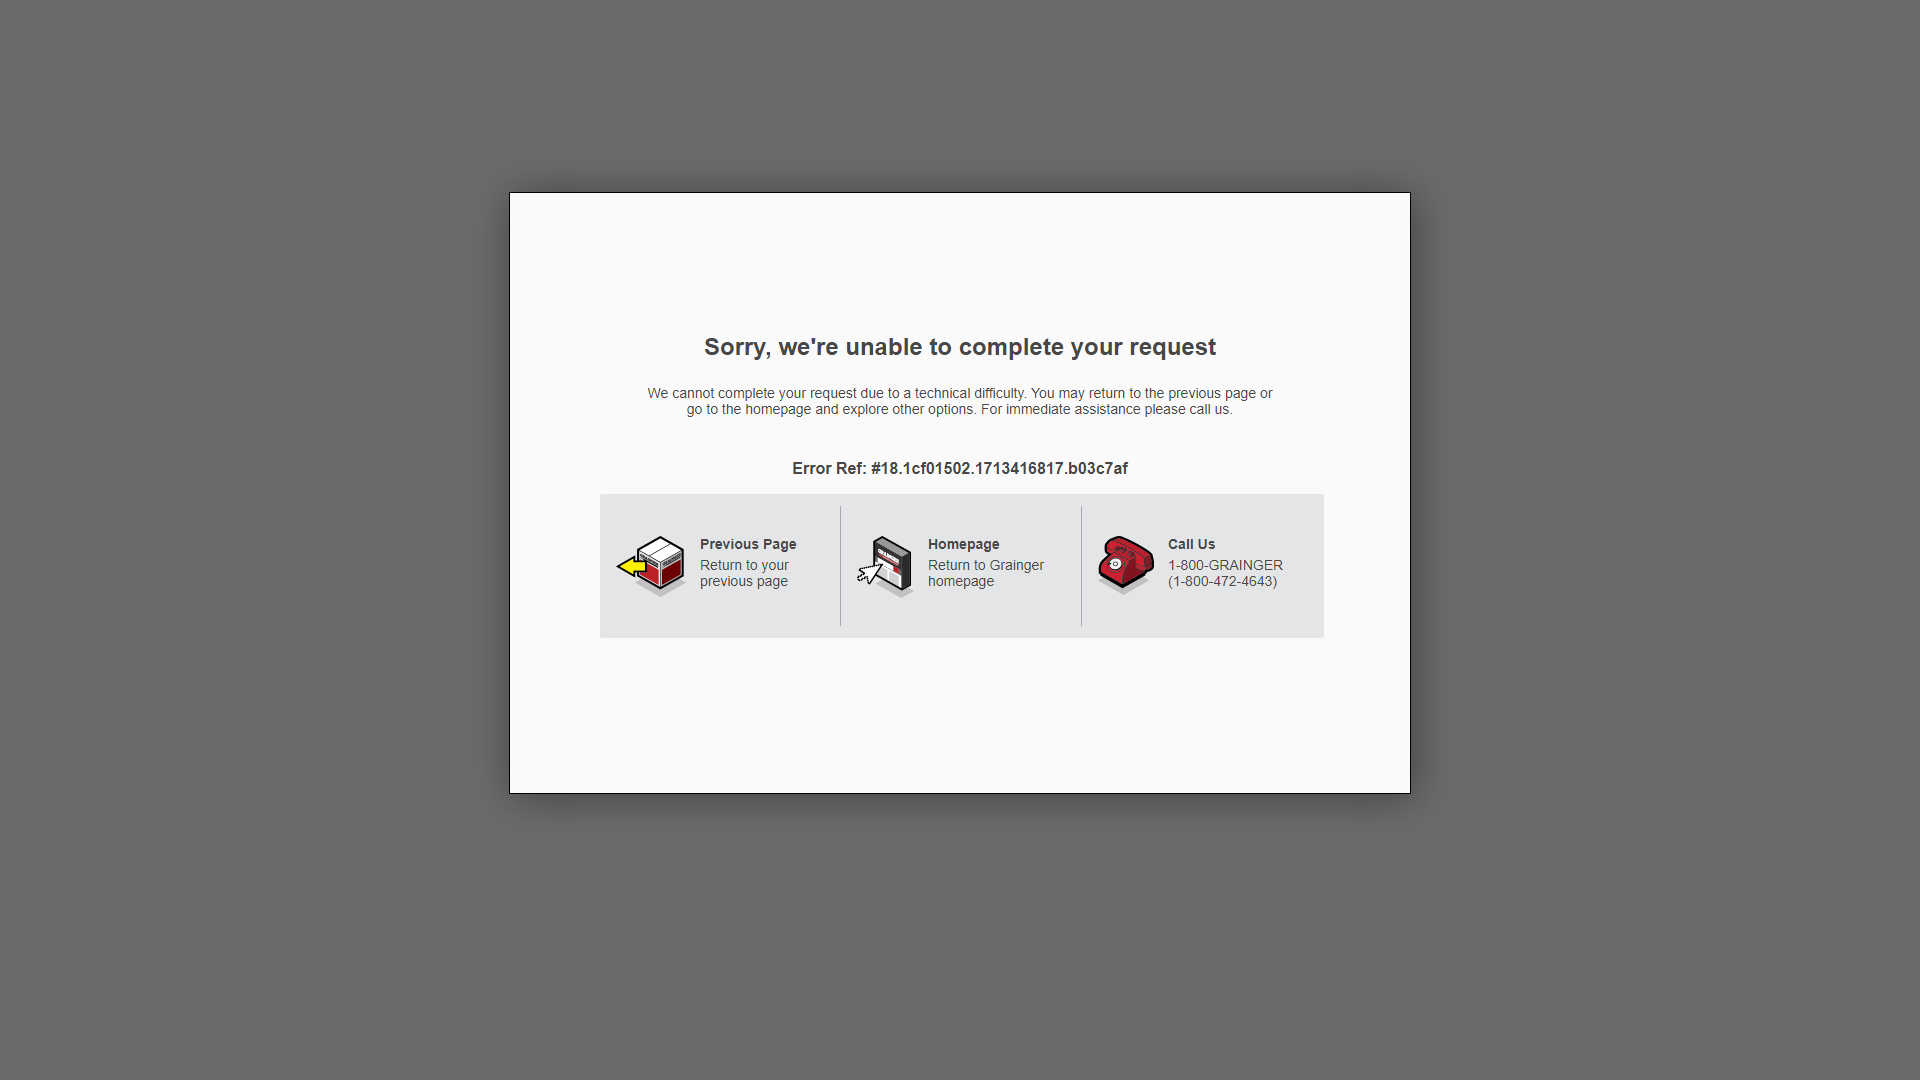 Sorry, we're unable to complete your request
We cannot complete your request due to a technical difficulty. You may return to the previous page or
go to the homepage and explore other options. For immediate assistance please call us.
Error Ref: #18.1cf01502.1713416817.b03c7af
Previous Page
Return to your
previous page
Homepage
Return to Grainger
homepage
Call Us
1-800-GRAINGER
(1-800-472-4643)